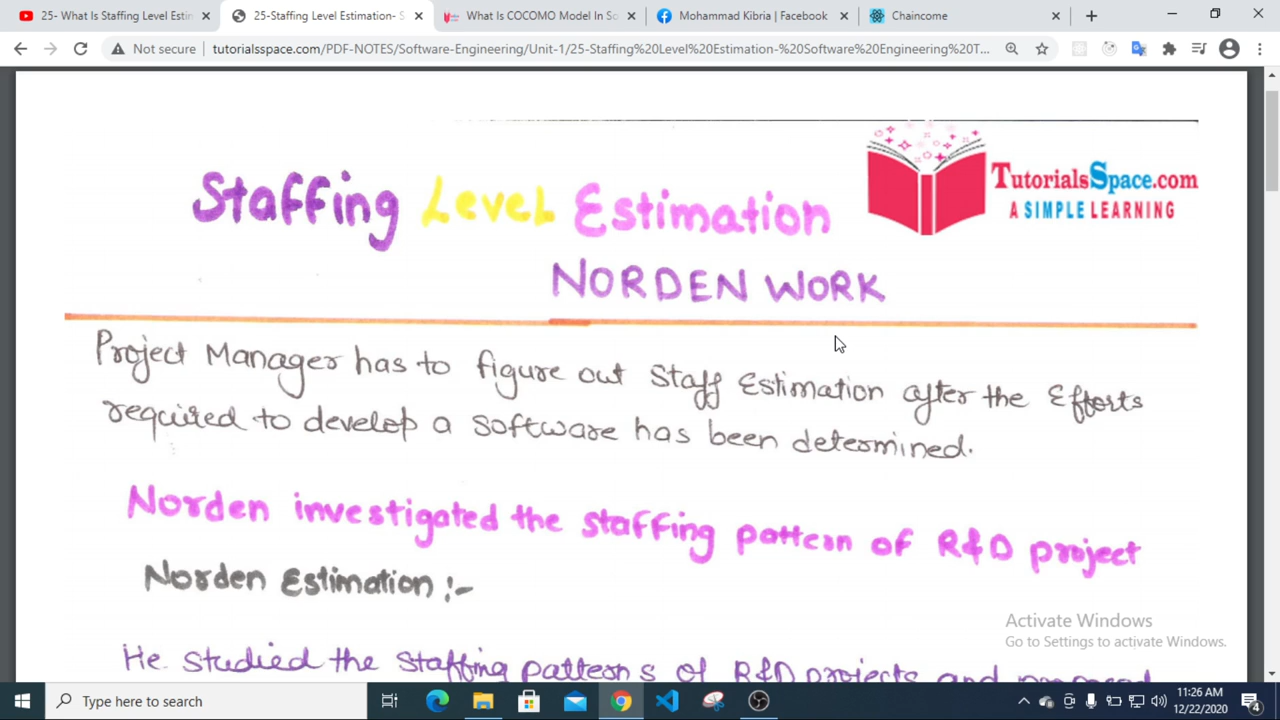 25- What Is Staffing Level Estin
25-Staffing Level Estimation- S
What Is COCOMO Model In So
Mohammad Kibria | Facebook
Chaincome
Not secure
tutorialsspace.com/PDF-NOTES/Software-Engineering/Unit-1/25-Staffing%20Level%20Estimation-%20Software%20Engineering%20T...
Staffing Level Estimation
TutorialsSpace.com
A SIMPLE LEARNING
NORDEN WORK
Project Manager has to figure out Staff Estimation after the Efforts
required to develop a software has been determined.
Norden investigated the staffing pattern of R&D project
Norden Estimation :-
He studied the staffing patterns of R&D projects and proposed
Activate Windows
Go to Settings to activate Windows.
Type here to search
11:26 AM
12/22/2020
4